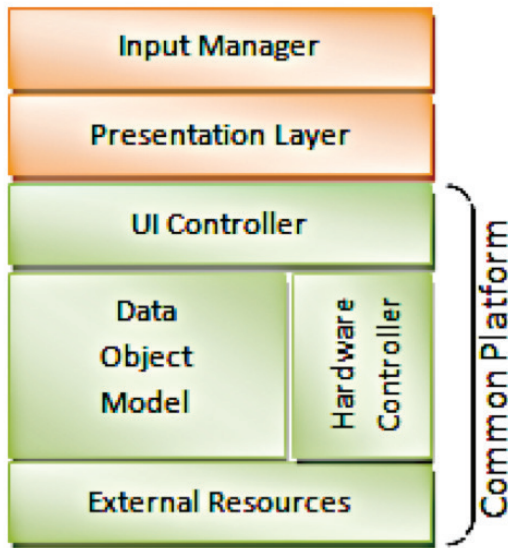 Input Manager
Presentation Layer
UI Controller
Data
Object
Model
Hardware
Controller
External Resources
Common Platform